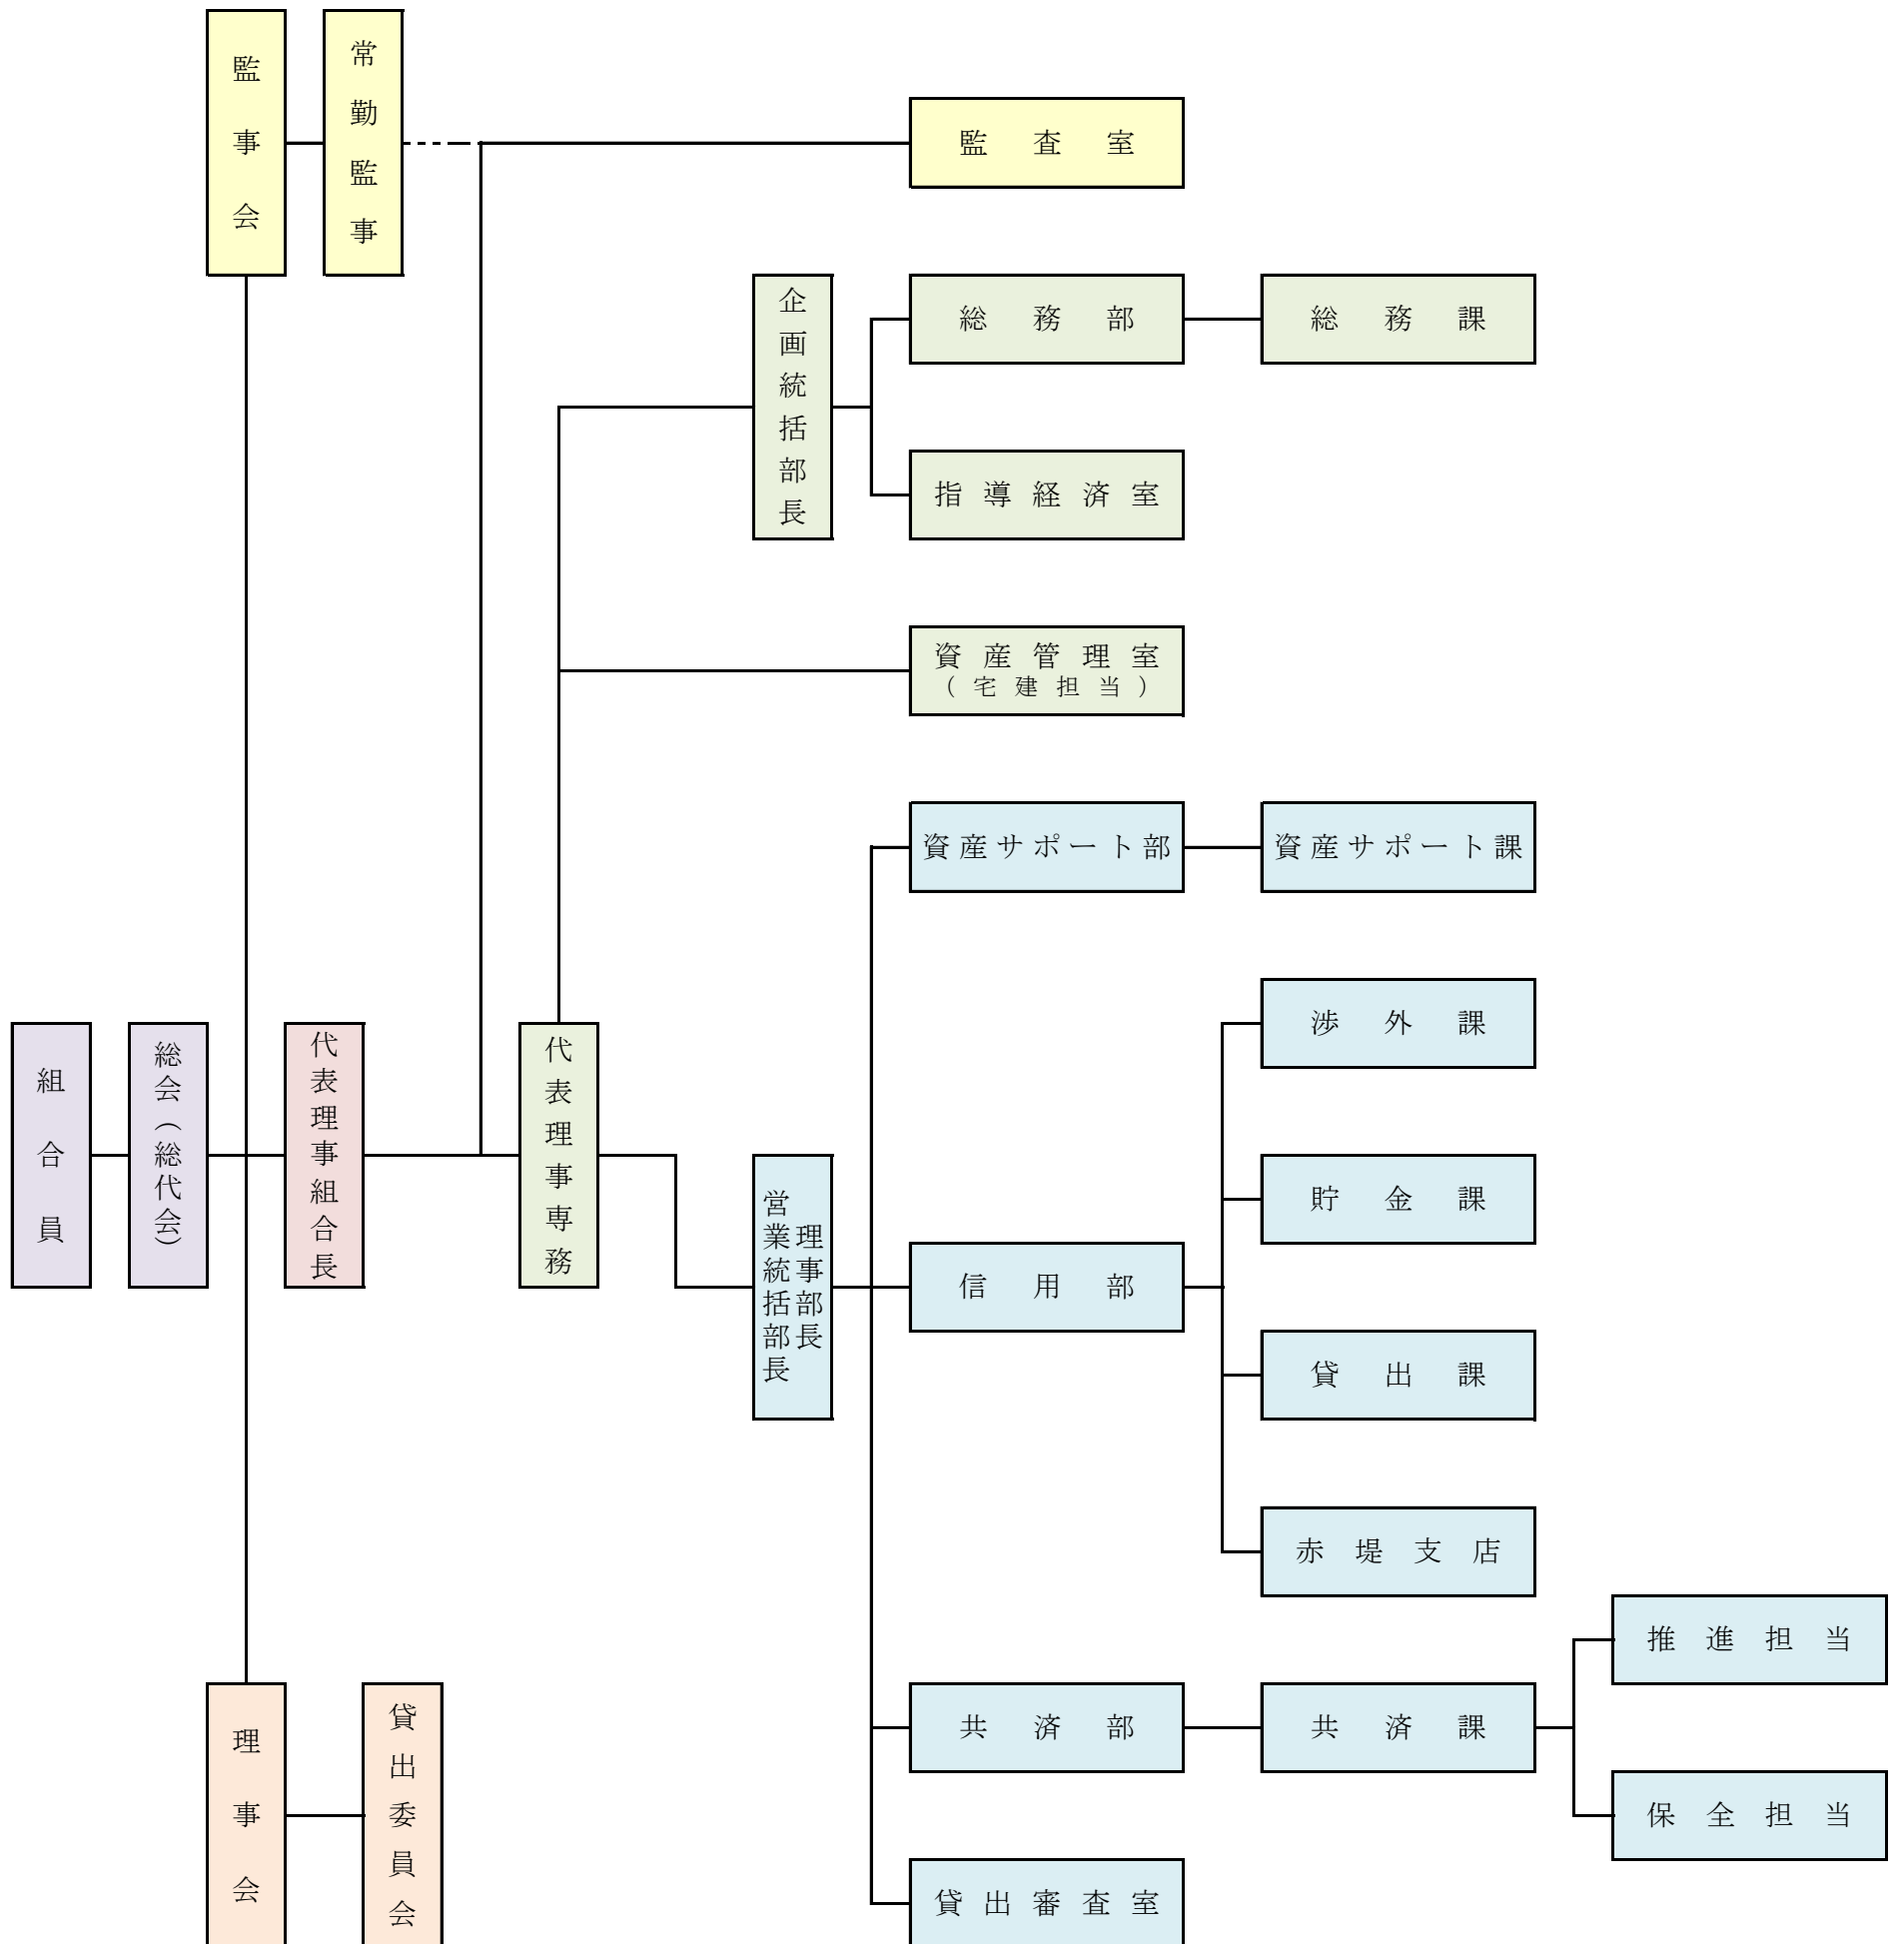 監事会
常勤監事
監査室
企画統括部長
総務部
総務課
指導経済室
資産管理室
（宅建担当）
資産サポート部
資産サポート課
組合員
総会（総代会）
代表理事組合長
代表理事専務
理事部長
営業統括部長
信用部
渉外課
貯金課
貸出課
赤堤支店
理事会
貸出委員会
共済部
共済課
推進担当
保全担当
貸出審査室